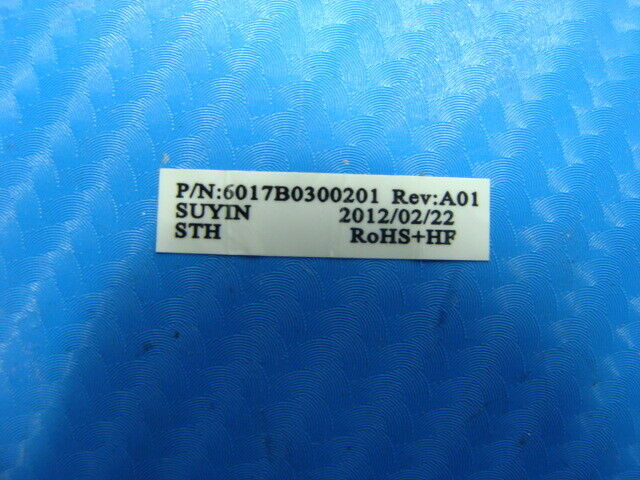 P/N:6017B0300201 Rev:A01
SUYIN 2012/02/22
STH RoHS+HF